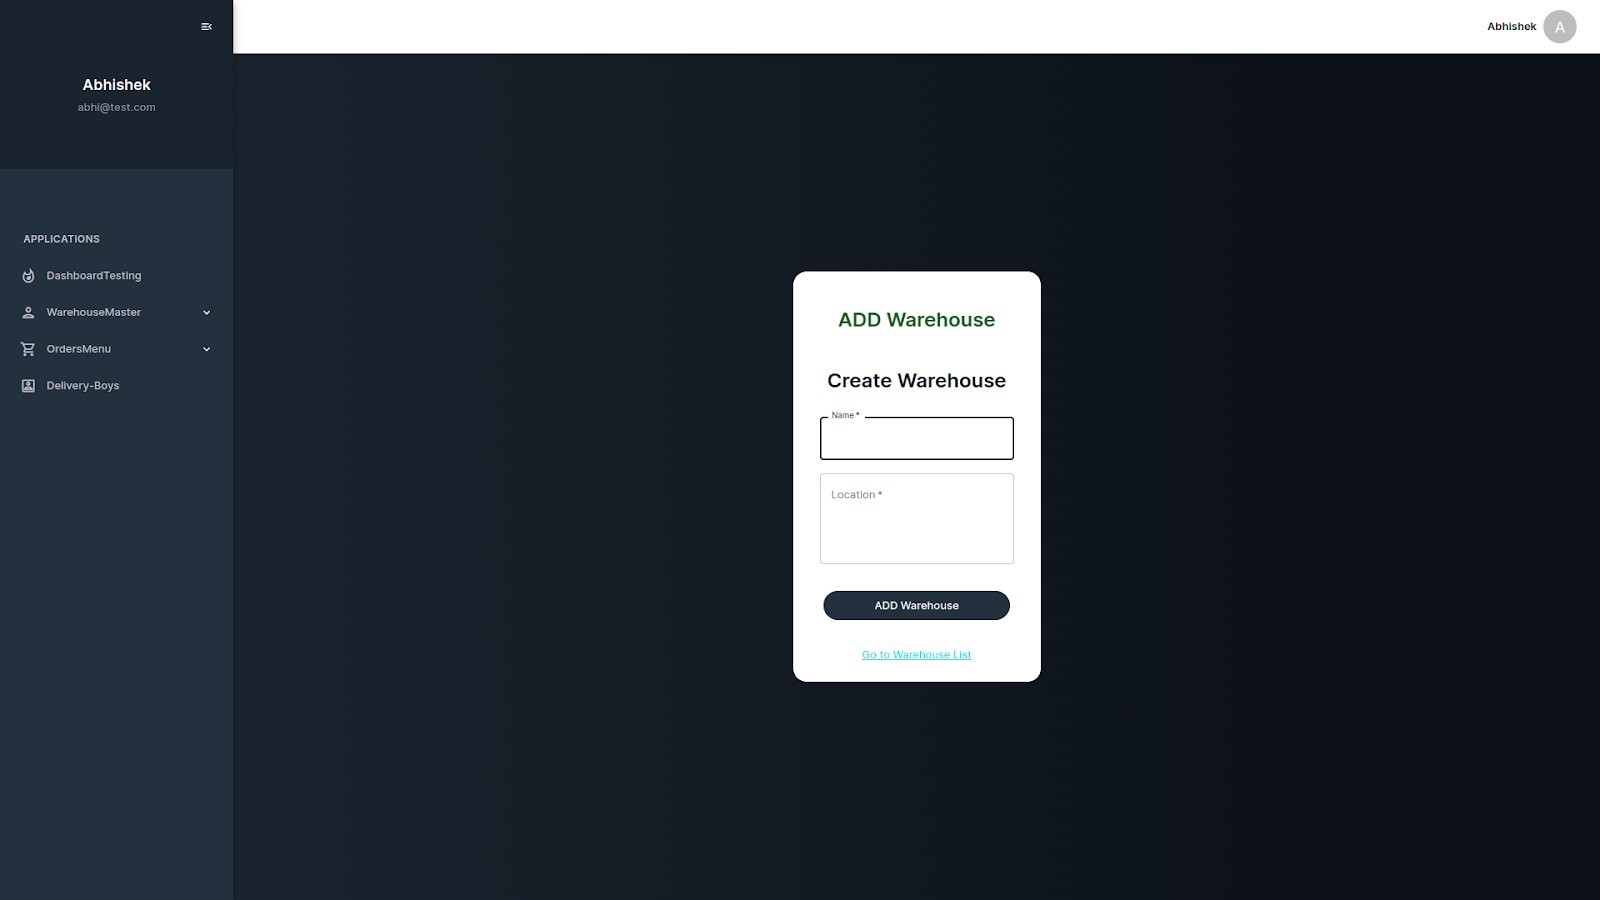 Abhishek
A
Abhishek
abhi@test.com
APPLICATIONS
DashboardTesting
WarehouseMaster
OrdersMenu
Delivery-Boys
ADD Warehouse
Create Warehouse
Name *
Location *
ADD Warehouse
Go to Warehouse List